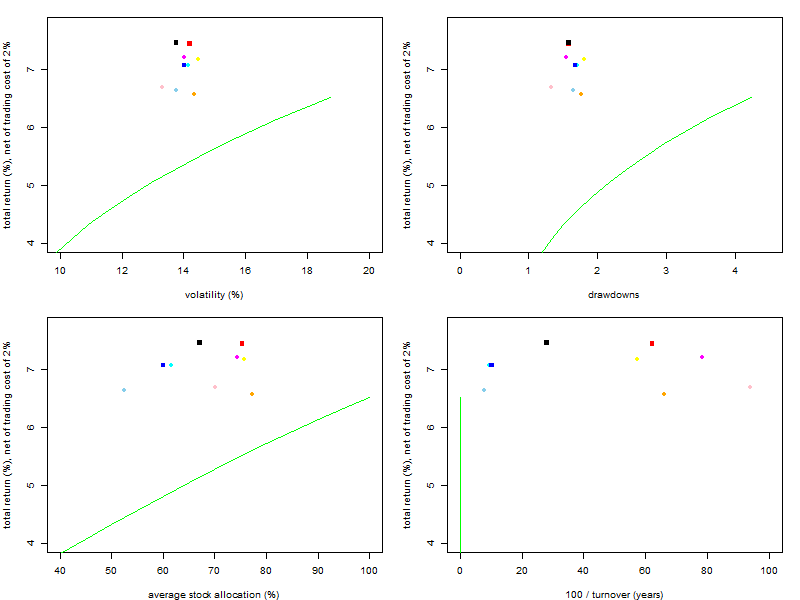 total return (%), net of trading cost of 2%
7
6
5
4
10 12 14 16 18 20
volatility (%)
total return (%), net of trading cost of 2%
7
6
5
4
0 1 2 3 4
drawdowns
total return (%), net of trading cost of 2%
7
6
5
4
40 50 60 70 80 90 100
average stock allocation (%)
total return (%), net of trading cost of 2%
7
6
5
4
0 20 40 60 80 100
100 / turnover (years)